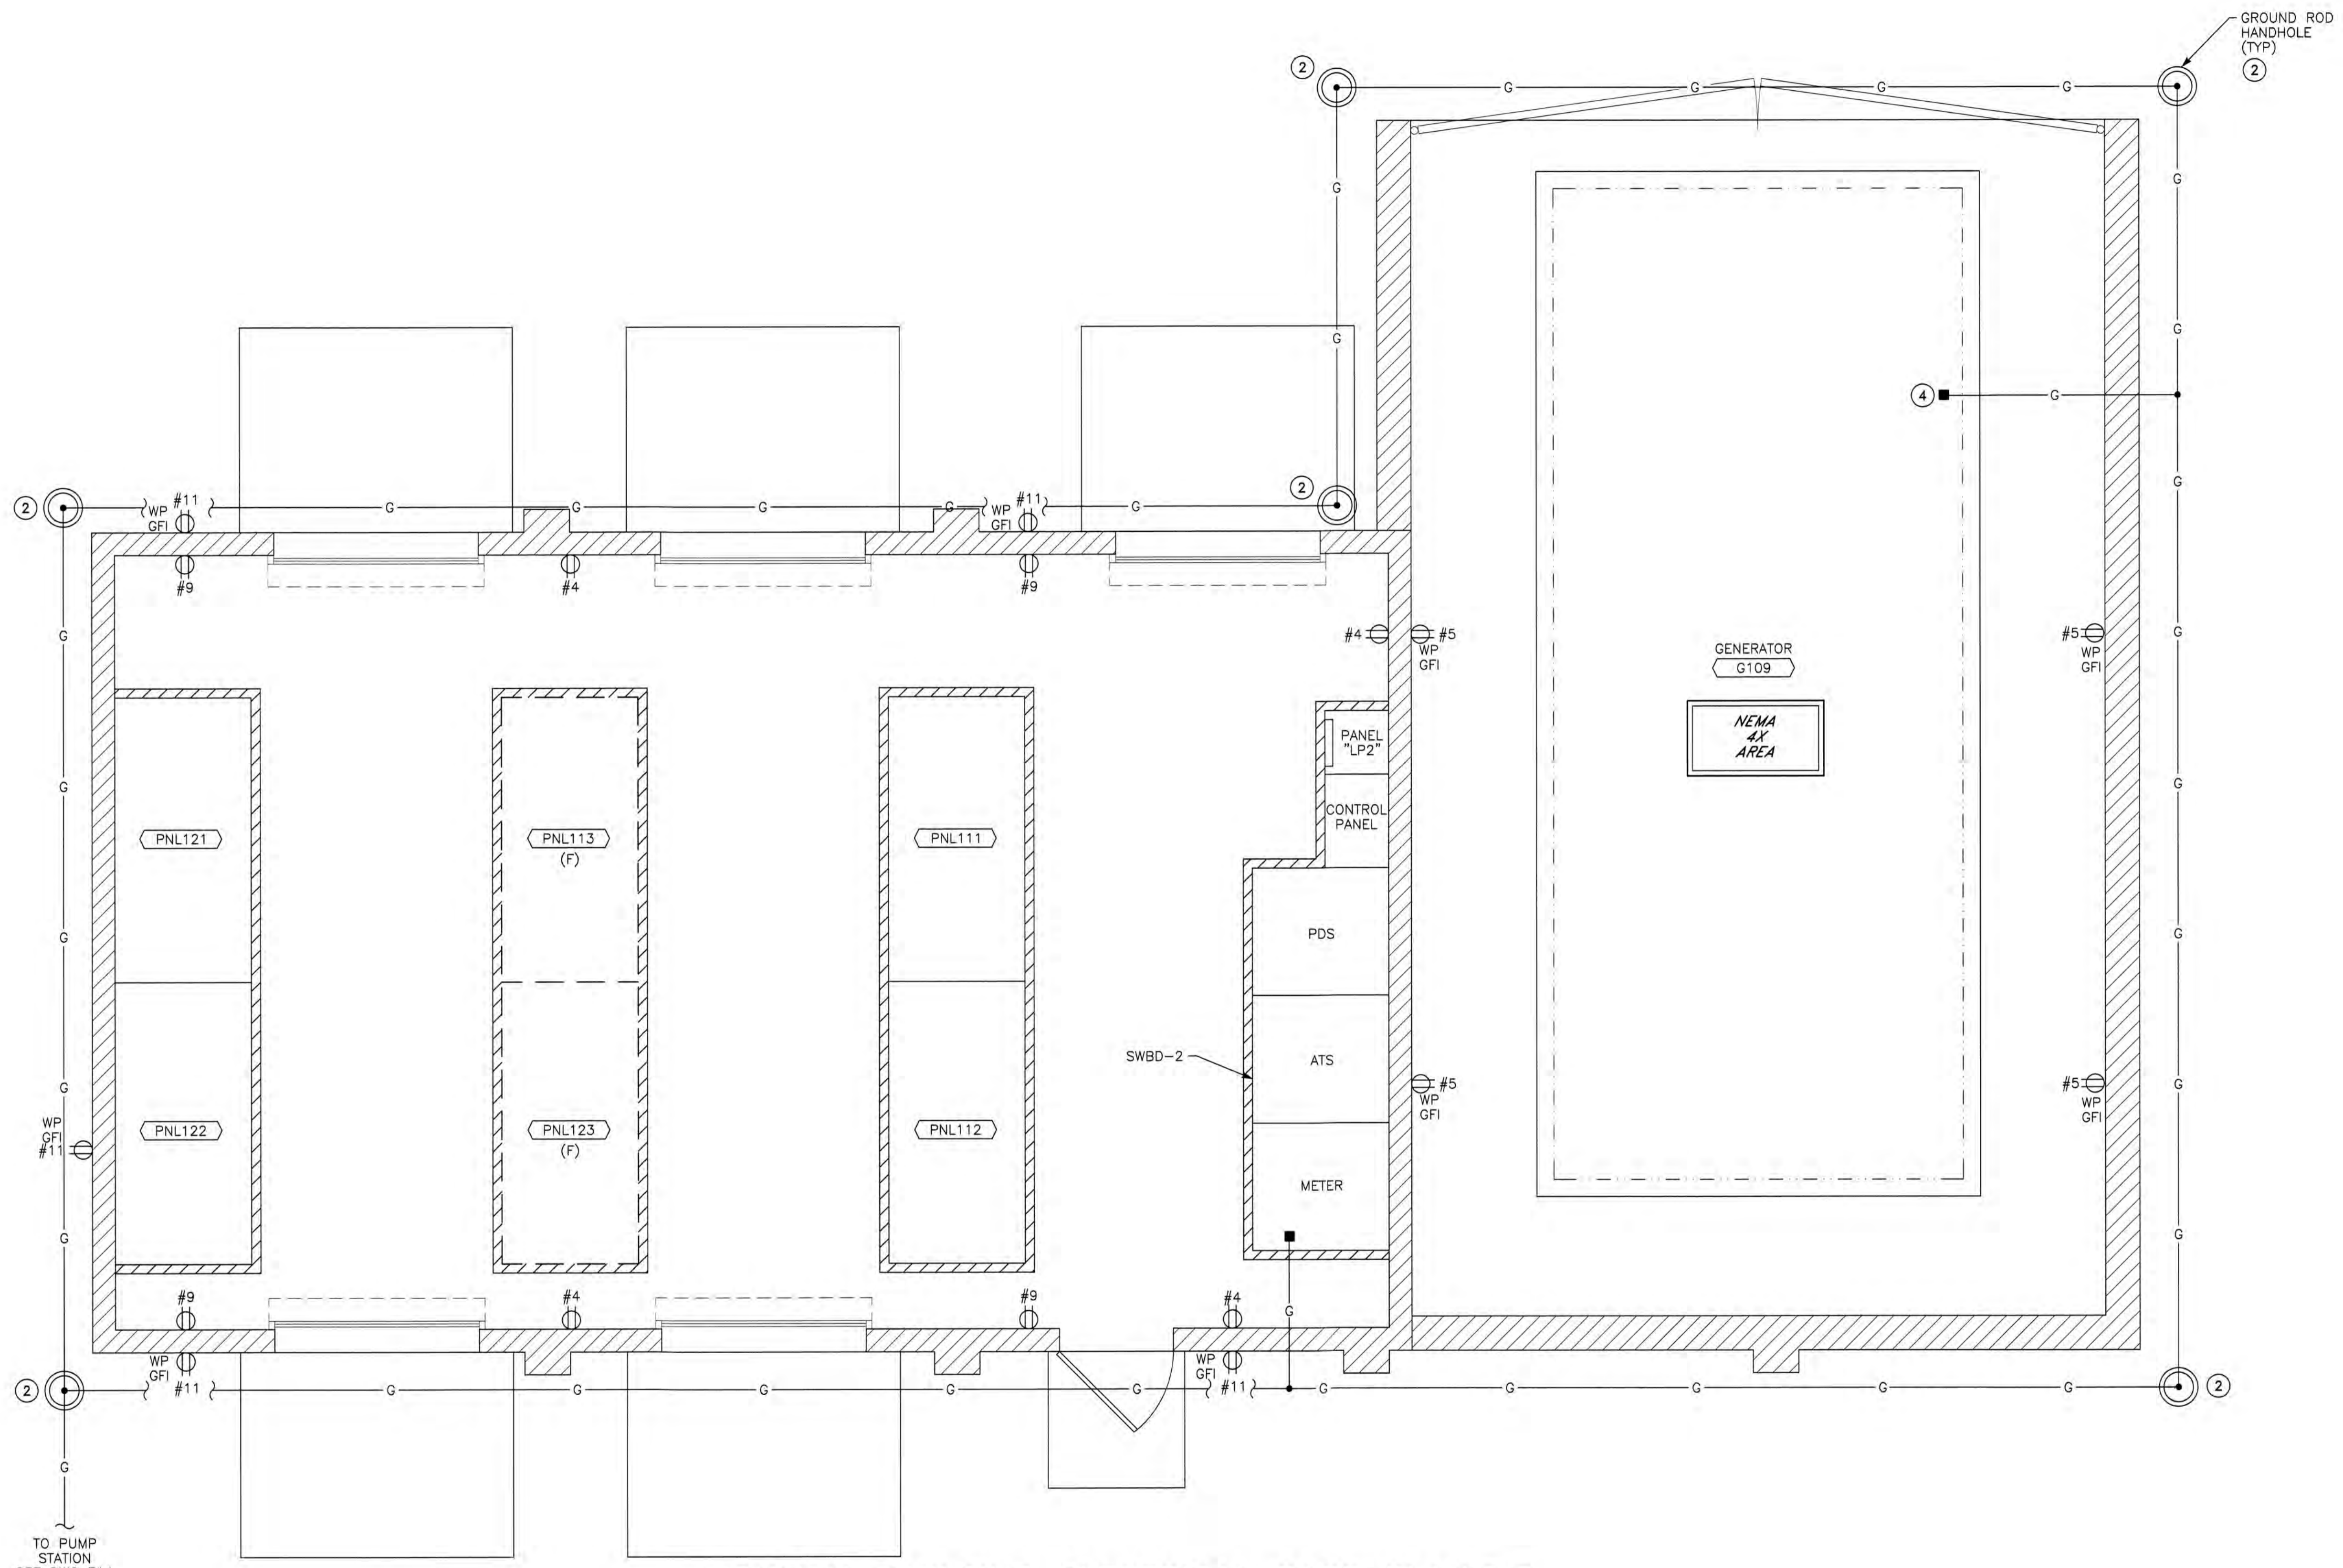 GROUND ROD
HANDHOLE
(TYP)
2
2
G
G
G
G
G
G
G
G
G
4
G
2
2
WP
GFI
#11
G
G
G
G
WP
GFI
#11
G
G
#9
#4
#9
G
#4
#5
WP
GFI
#5
WP
GFI
G
GENERATOR
G109
NEMA
4X
AREA
PANEL
"LP2"
G
G
CONTROL
PANEL
PNL121
PNL113
(F)
PNL111
G
PDS
G
SWBD-2
ATS
G
#5
WP
GFI
#5
WP
GFI
G
WP
GFI
#11
PNL122
PNL123
(F)
PNL112
METER
G
G
#9
#4
#9
#4
G
WP
GFI
#11
WP
GFI
#11
2
G
G
G
G
G
G
G
G
G
G
2
G
TO PUMP
STATION